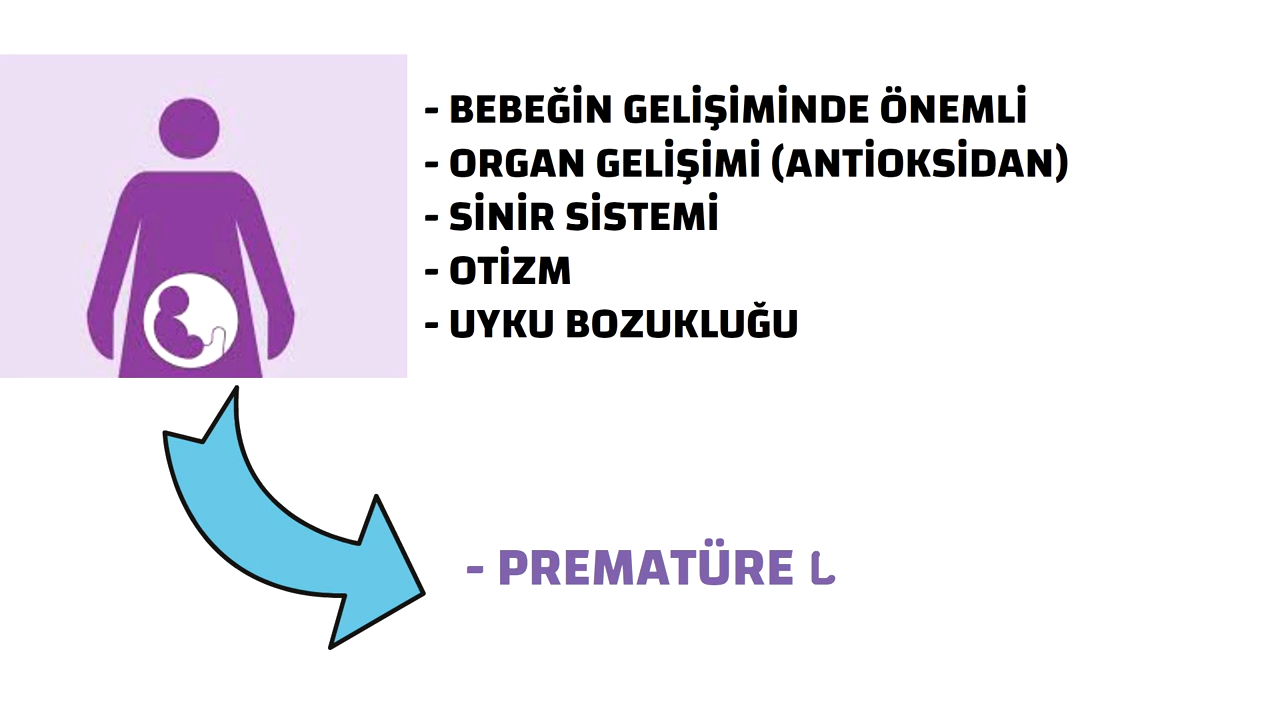 - BEBEĞİN GELİŞİMİNDE ÖNEMLİ
- ORGAN GELİŞİMİ (ANTİOKSİDAN)
- SİNİR SİSTEMİ
- OTİZM
- UYKU BOZUKLUĞU
- PREMATÜRE